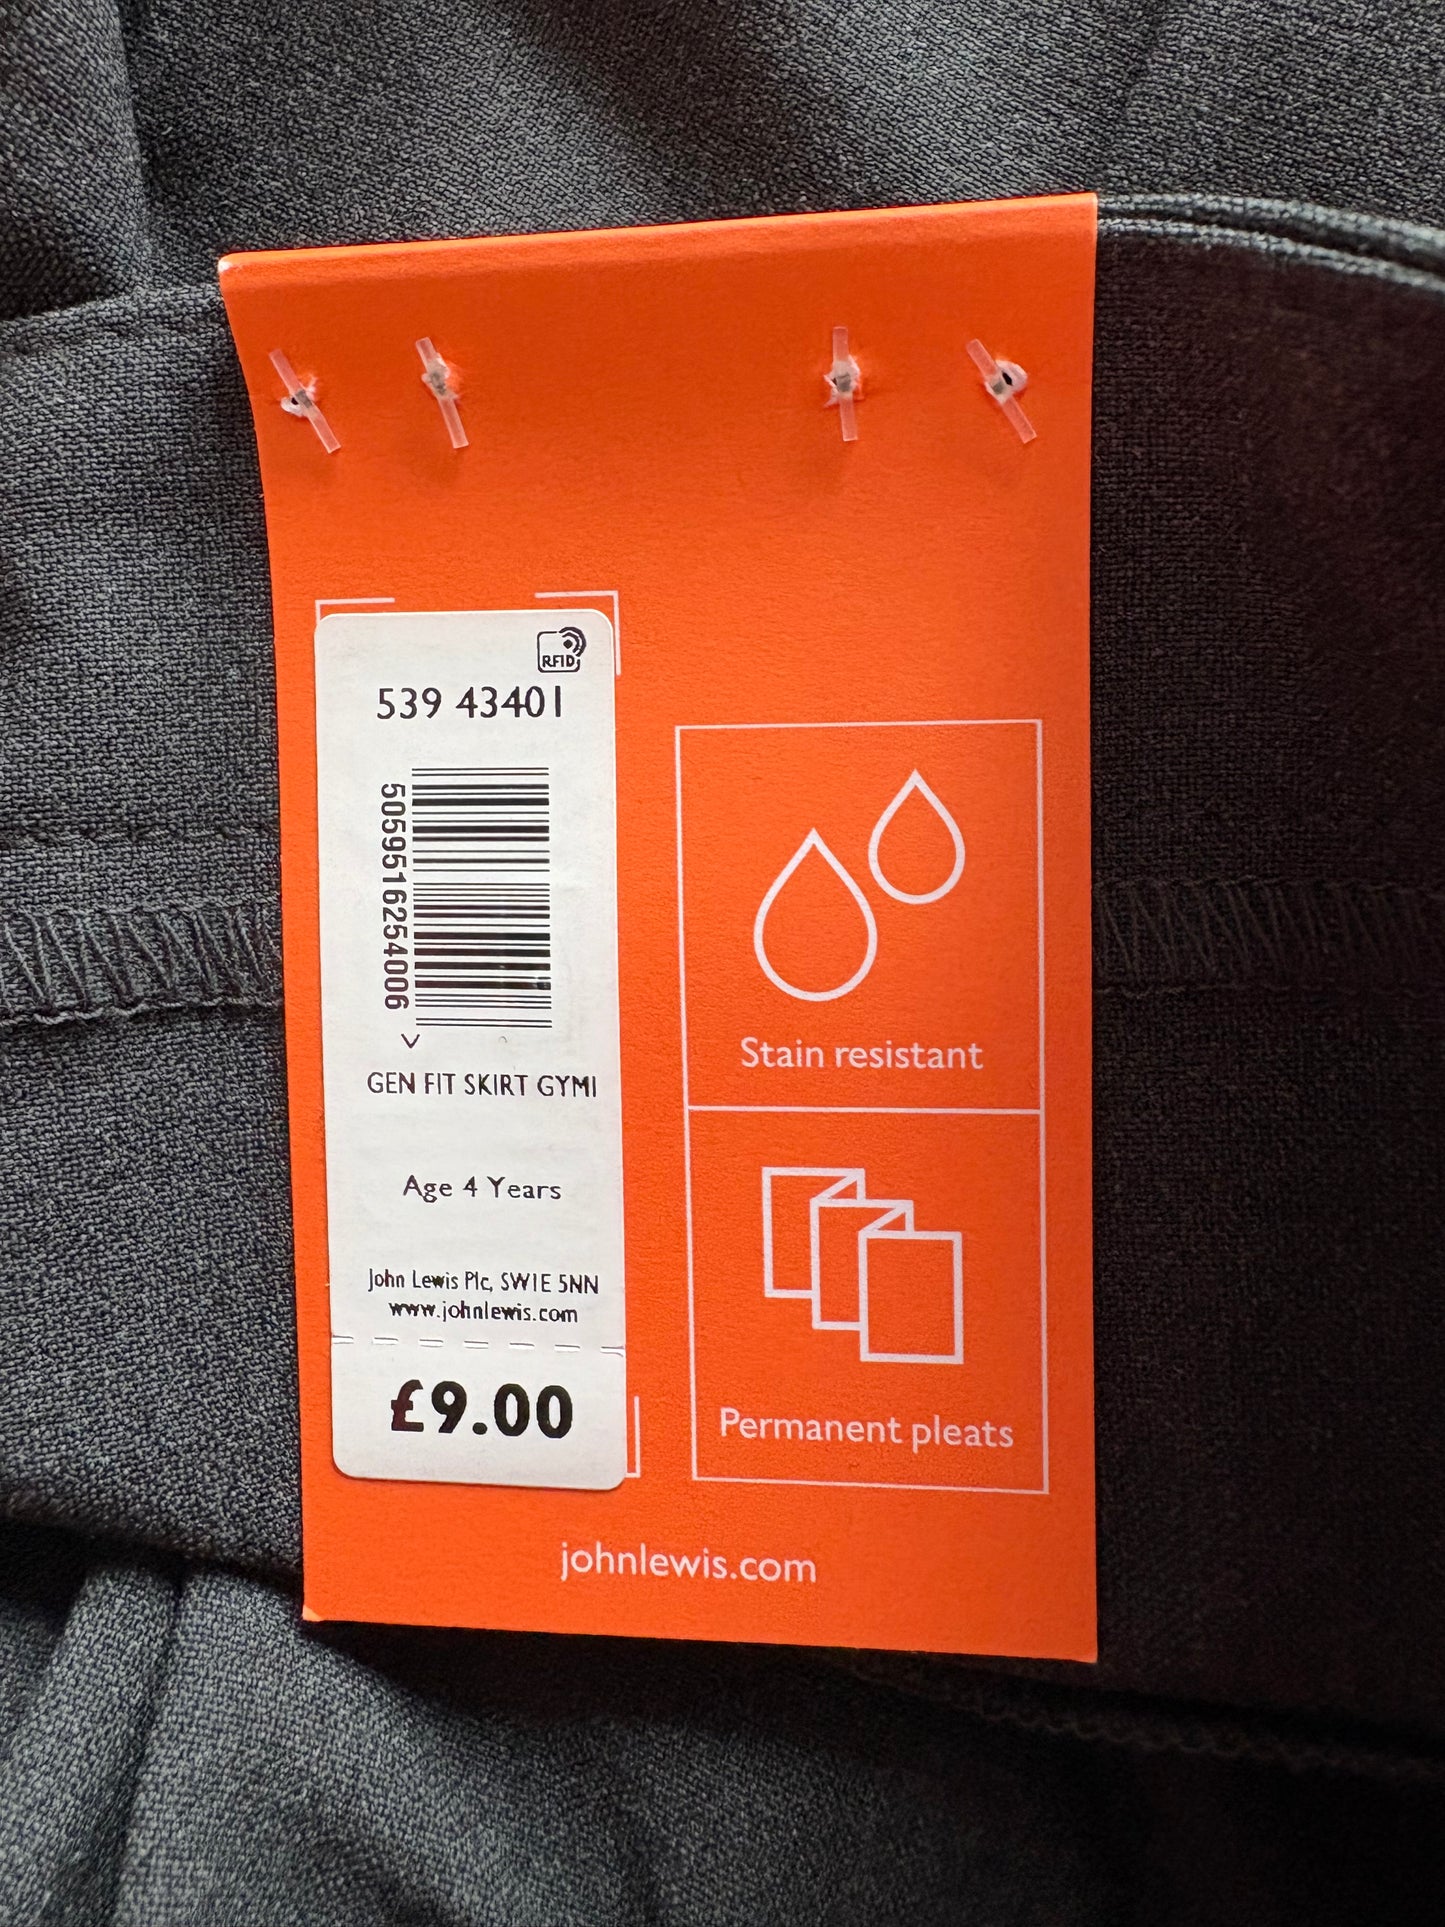 RFID
539 43401
5059516254006
GEN FIT SKIRT GYMI
Age 4 Years
John Lewis Plc, SW1E 5NN
www.johnlewis.com
£9.00
Stain resistant
Permanent pleats
johnlewis.com